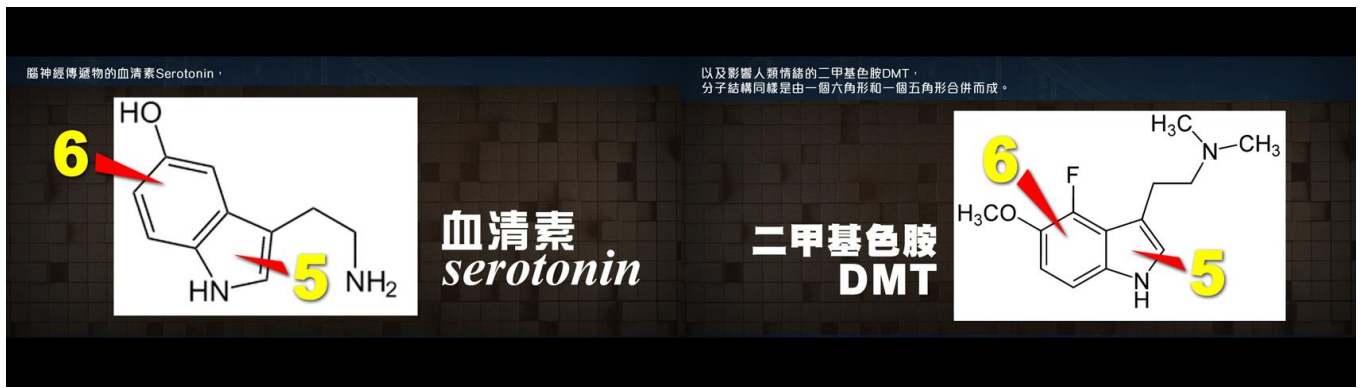 腦神經傳遞物的血清素Serotonin，
HO
6
5
HN
NH₂
血清素
serotonin
以及影響人類情緒的二甲基色胺DMT，
分子結構同樣是由一個六角形和一個五角形合併而成。
H₃C
N
CH₃
6
F
H₃CO
5
N
H
二甲基色胺
DMT